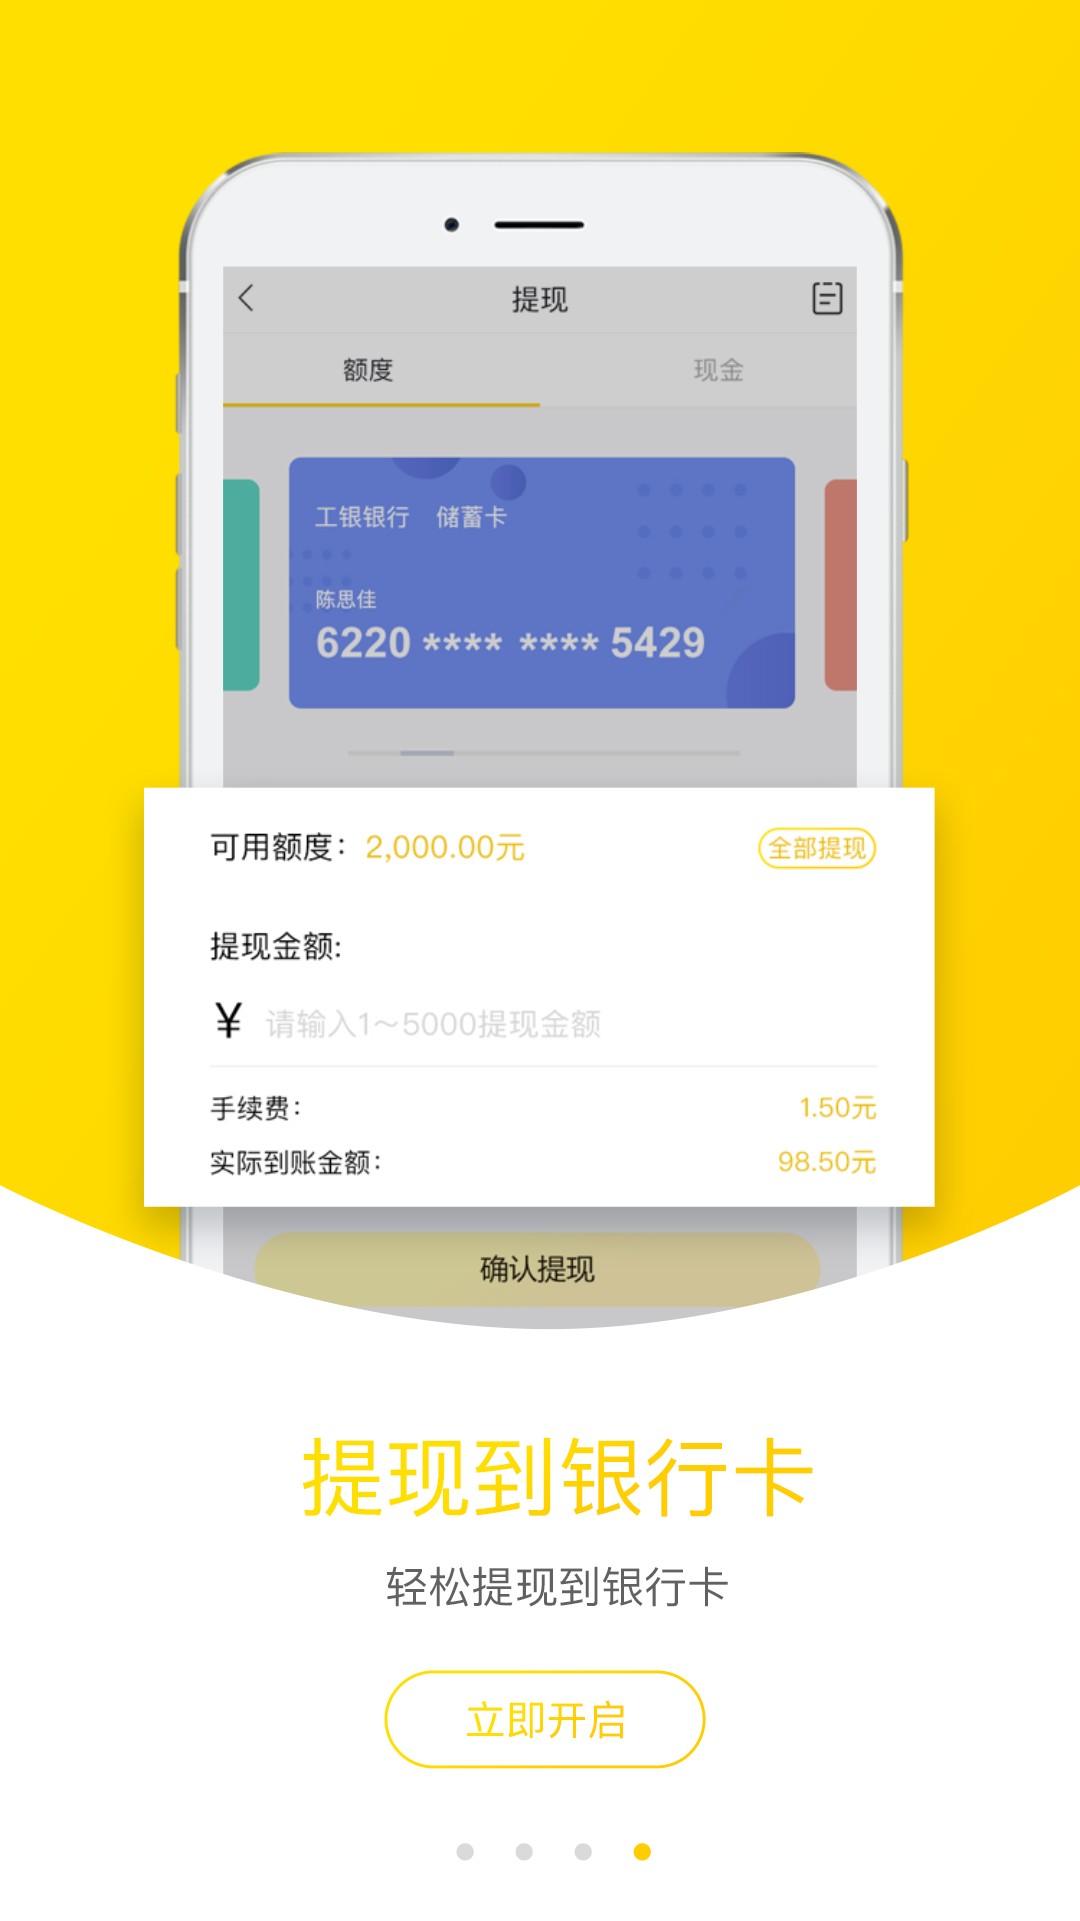 提现
额度 现金
工银银行 储蓄卡
陈思佳
6220 **** **** 5429
可用额度：2,000.00元 全部提现
提现金额:
¥ 请输入1～5000提现金额
手续费： 1.50元
实际到账金额： 98.50元
确认提现
提现到银行卡
轻松提现到银行卡
立即开启